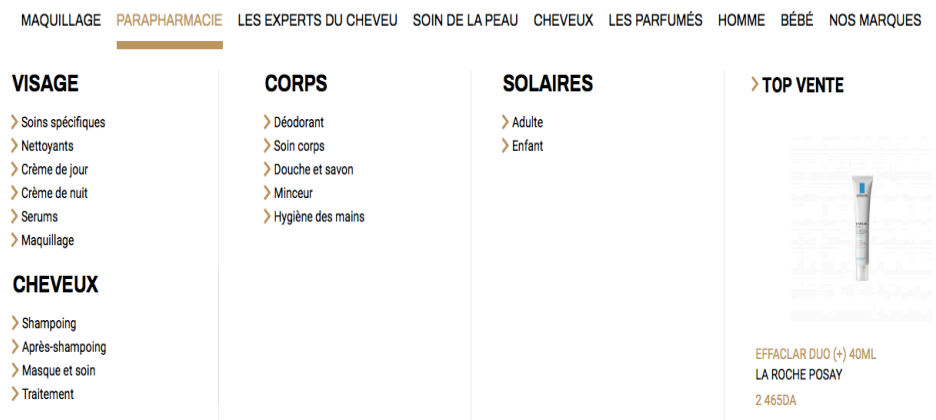 MAQUILLAGE PARAPHARMACIE LES EXPERTS DU CHEVEU SOIN DE LA PEAU CHEVEUX LES PARFUMÉS HOMME BÉBÉ NOS MARQUES
VISAGE
Soins spécifiques
Nettoyants
Crème de jour
Crème de nuit
Serums
Maquillage
CHEVEUX
Shampoing
Après-shampoing
Masque et soin
Traitement
CORPS
Déodorant
Soin corps
Douche et savon
Minceur
Hygiène des mains
SOLAIRES
Adulte
Enfant
TOP VENTE
EFFACLAR DUO (+) 40ML
LA ROCHE POSAY
2 465DA